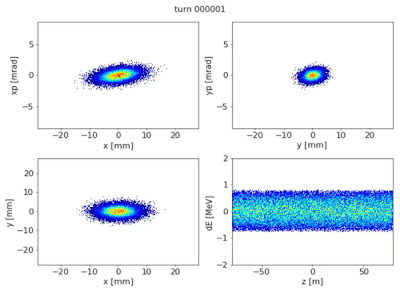 turn 000001
xp [mrad]
5
0
−5
−20 −10 0 10 20
x [mm]
yp [mrad]
5
0
−5
−20 −10 0 10 20
y [mm]
y [mm]
20
10
0
−10
−20
−20 −10 0 10 20
x [mm]
dE [MeV]
2
1
0
−1
−2
−50 0 50
z [m]